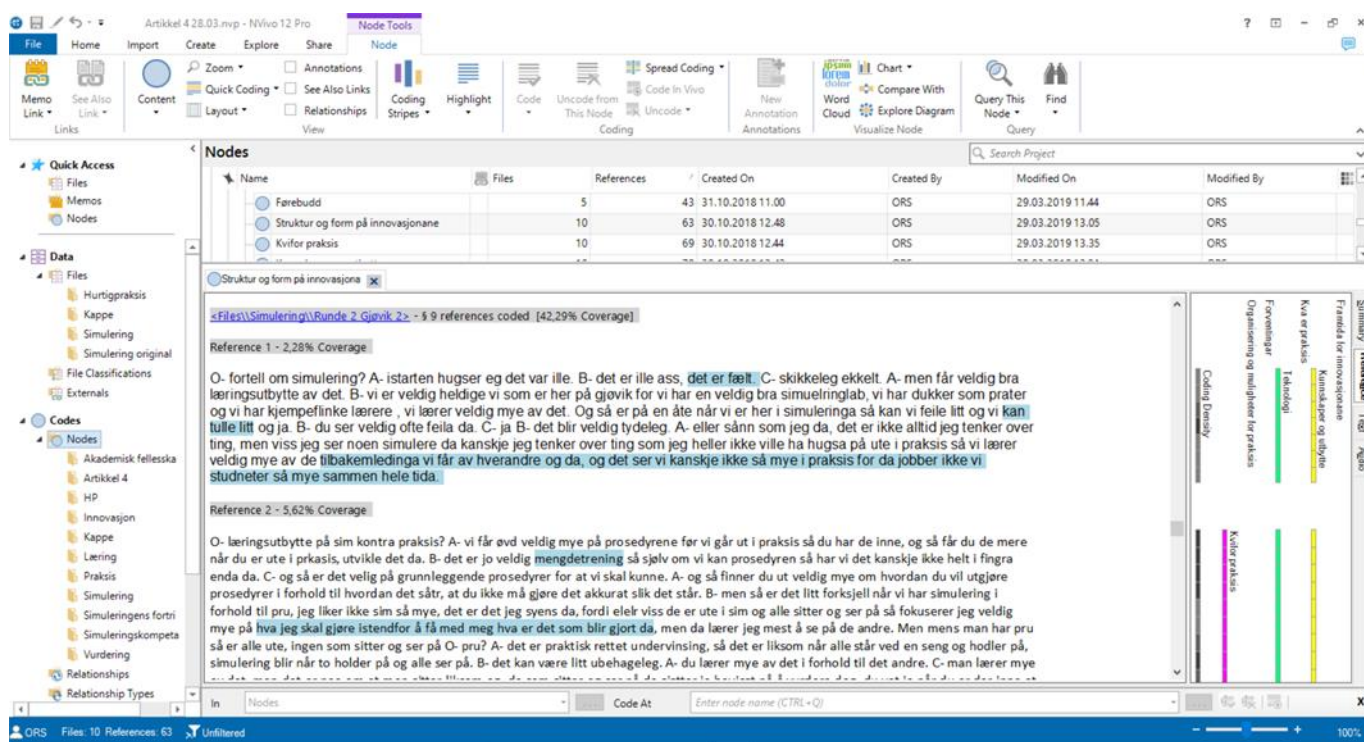 Artikkel 4 28.03.nvp - NVivo 12 Pro
Node Tools
File Home Import Create Explore Share Node
Memo Link
See Also Link
Links
Content
Zoom
Quick Coding
Layout
Annotations
See Also Links
Relationships
View
Coding Stripes
Highlight
Code
Uncode from This Node
Spread Coding
Code In Vivo
Uncode
Coding
New Annotation
Annotations
Word Cloud
Chart
Compare With
Explore Diagram
Visualize Node
Query This Node
Find
Query
Quick Access
Files
Memos
Nodes
Data
Files
Hurtigpraksis
Kappe
Simulering
Simulering original
File Classifications
Externals
Codes
Nodes
Akademisk fellesska
Artikkel 4
HP
Innovasjon
Kappe
Læring
Praksis
Simulering
Simuleringens fortri
Simuleringskompeta
Vurdering
Relationships
Relationship Types
Nodes
Search Project
Name Files References Created On Created By Modified On Modified By
Førebudd 5 43 31.10.2018 11.00 ORS 29.03.2019 11.44 ORS
Struktur og form på innovasjonane 10 63 30.10.2018 12.48 ORS 29.03.2019 13.05 ORS
Kvifor praksis 10 69 30.10.2018 12.44 ORS 29.03.2019 13.35 ORS
Struktur og form på innovasjona
<Files\\Simulering\\Runde 2 Gjøvik 2> - § 9 references coded [42,29% Coverage]
Reference 1 - 2,28% Coverage
O- fortell om simulering? A- istarten hugser eg det var ille. B- det er ille ass, det er fælt. C- skikkeleg ekkelt. A- men får veldig bra
læringsutbytte av det. B- vi er veldig heldige vi som er her på gjøvik for vi har en veldig bra simuelringlab, vi har dukker som prater
og vi har kjempeflinke lærere , vi lærer veldig mye av det. Og så er på en åte når vi er her i simuleringa så kan vi feile litt og vi kan
tulle litt og ja. B- du ser veldig ofte feila da. C- ja B- det blir veldig tydeleg. A- eller sånn som jeg da, det er ikke alltid jeg tenker over
ting, men viss jeg ser noen simulere da kanskje jeg tenker over ting som jeg heller ikke ville ha hugsa på ute i praksis så vi lærer
veldig mye av de tilbakemledinga vi får av hverandre og da, og det ser vi kanskje ikke så mye i praksis for da jobber ikke vi
studneter så mye sammen hele tida.
Reference 2 - 5,62% Coverage
O- læringsutbytte på sim kontra praksis? A- vi får øvd veldig mye på prosedyrene før vi går ut i praksis så du har de inne, og så får du de mere
når du er ute i prkasis, utvikle det da. B- det er jo veldig mengdetrening så sjølv om vi kan prosedyren så har vi det kanskje ikke helt i fingra
enda da. C- og så er det velig på grunnleggende prosedyrer for at vi skal kunne. A- og så finner du ut veldig mye om hvordan du vil utgjøre
prosedyrer i forhold til hvordan det såtr, at du ikke må gjøre det akkurat slik det står. B- men så er det litt forksjell når vi har simulering i
forhold til pru, jeg liker ikke sim så mye, det er det jeg syens da, fordi elelr viss de er ute i sim og alle sitter og ser på så fokuserer jeg veldig
mye på hva jeg skal gjøre istendfor å få med meg hva er det som blir gjort da, men da lærer jeg mest å se på de andre. Men mens man har pru
så er alle ute, ingen som sitter og ser på O- pru? A- det er praktisk rettet undervinsing, så det er liksom når alle står ved en seng og hodler på,
simulering blir når to holder på og alle ser på. B- det kan være litt ubehageleg. A- du lærer mye av det i forhold til det andre. C- man lærer mye
Coding Density
Organisering og muligheter for praksis
Forventingar
Teknologi
Kva er praksis
Kunnskaper og utbytte
Framtida for innovasjonane
Kvifor praksis
Summary
In Nodes Code At Enter node name (CTRL+Q)
ORS Files: 10 References: 63 Unfiltered 100%